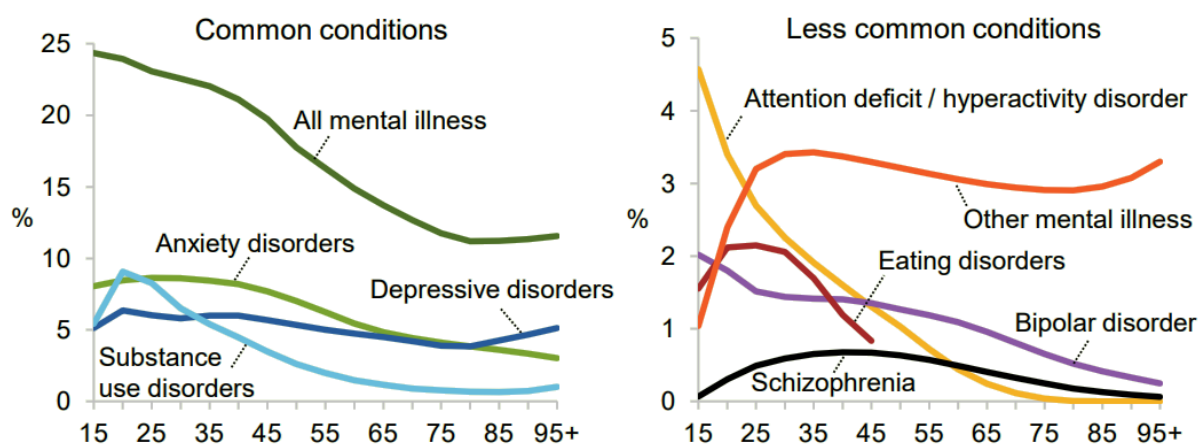 Common conditions
25
20
15
10
5
0
%
All mental illness
Anxiety disorders
Depressive disorders
Substance
use disorders
15 25 35 45 55 65 75 85 95+
Less common conditions
5
4
3
2
1
0
%
Attention deficit / hyperactivity disorder
Other mental illness
Eating disorders
Bipolar disorder
Schizophrenia
15 25 35 45 55 65 75 85 95+